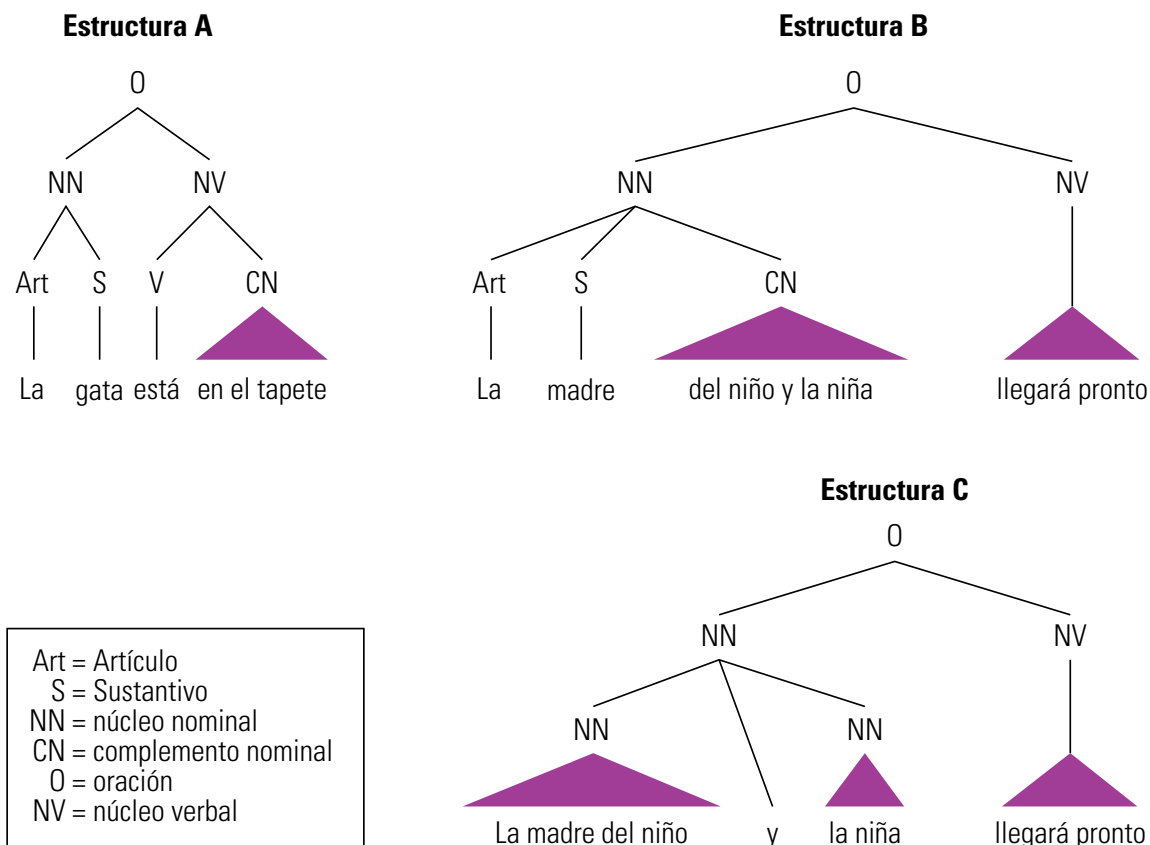 Estructura A
O
NN NV
Art S V CN
La gata está en el tapete
Estructura B
O
NN NV
Art S CN
La madre del niño y la niña llegará pronto
Estructura C
O
NN NV
NN NN
La madre del niño y la niña llegará pronto
Art = Artículo
S = Sustantivo
NN = núcleo nominal
CN = complemento nominal
O = oración
NV = núcleo verbal